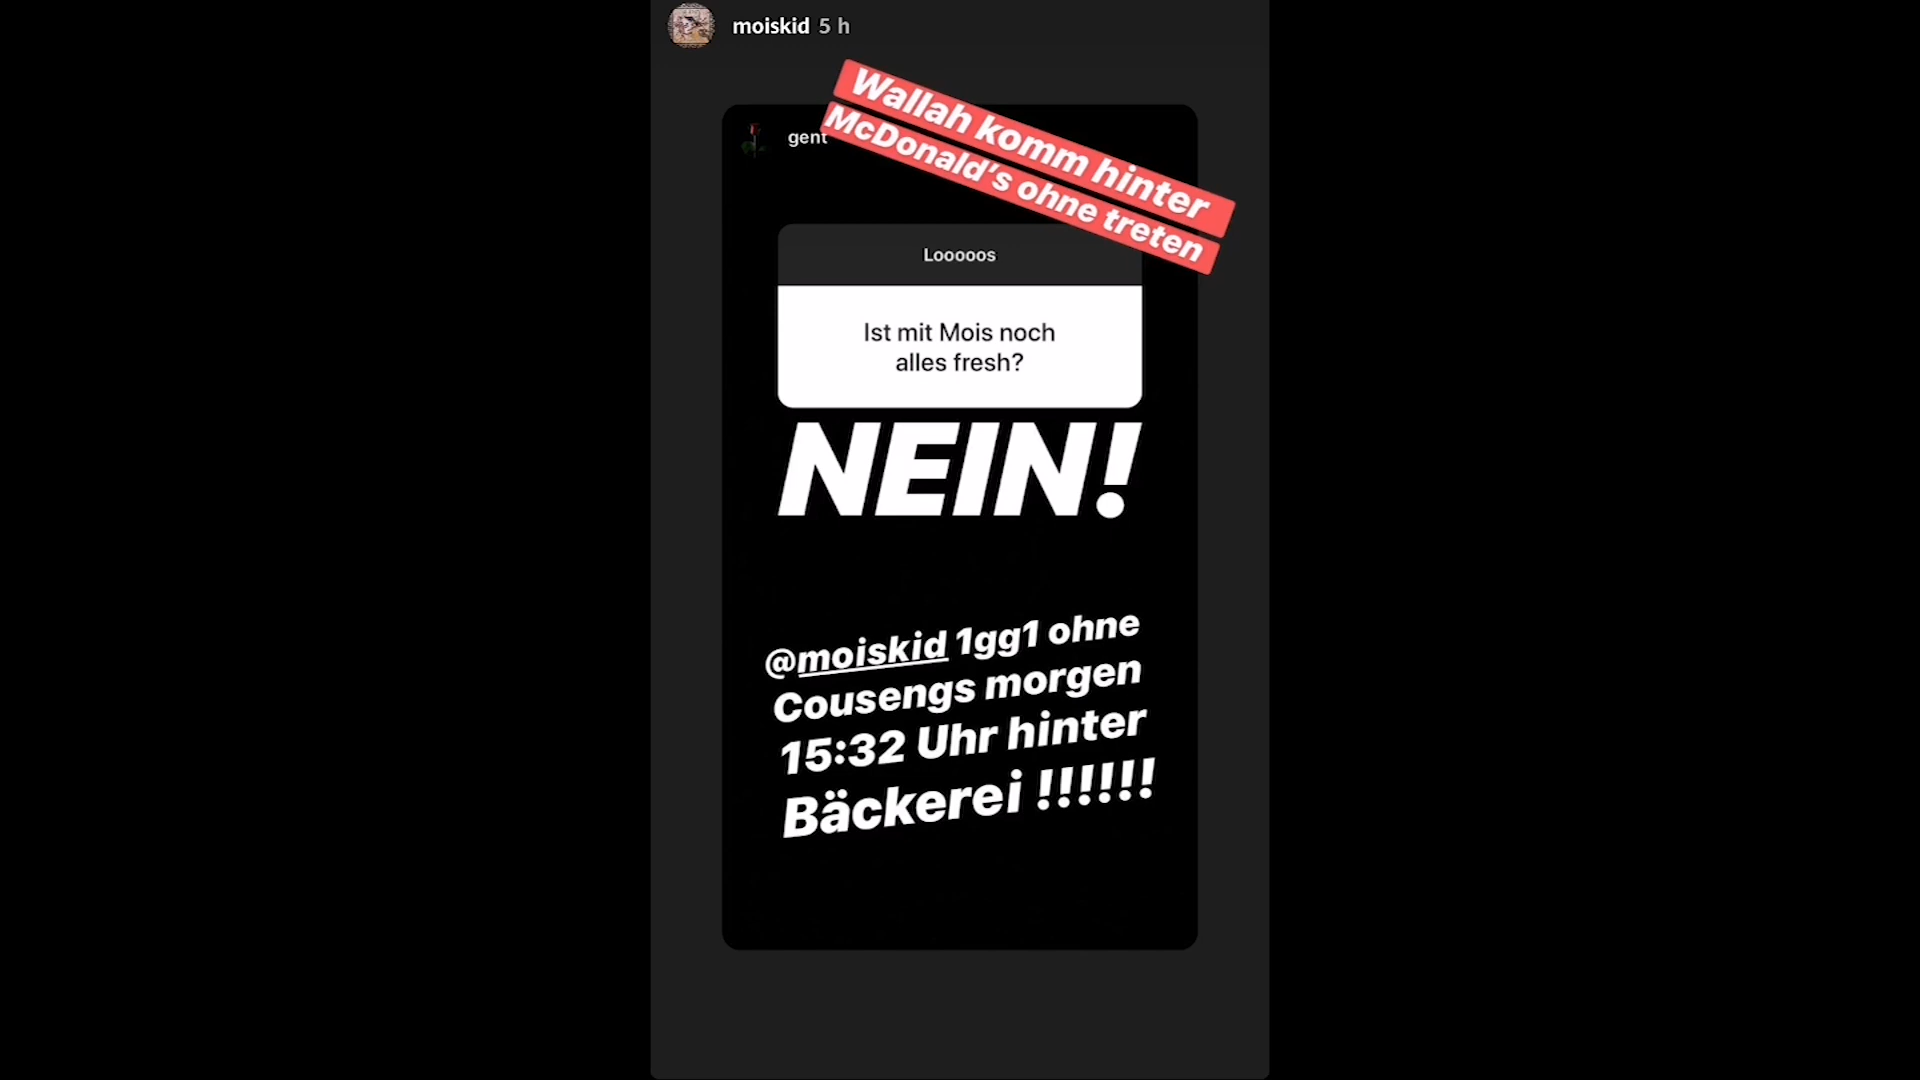 moiskid 5 h
Wallah komm hinter
McDonald's ohne treten
gent
Looooos
Ist mit Mois noch
alles fresh?
NEIN!
@moiskid 1gg1 ohne
Cousengs morgen
15:32 Uhr hinter
Bäckerei !!!!!!